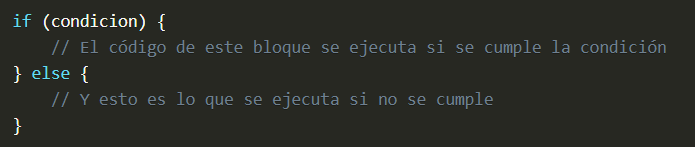 if (condicion) {
    // El código de este bloque se ejecuta si se cumple la condición
} else {
    // Y esto es lo que se ejecuta si no se cumple
}